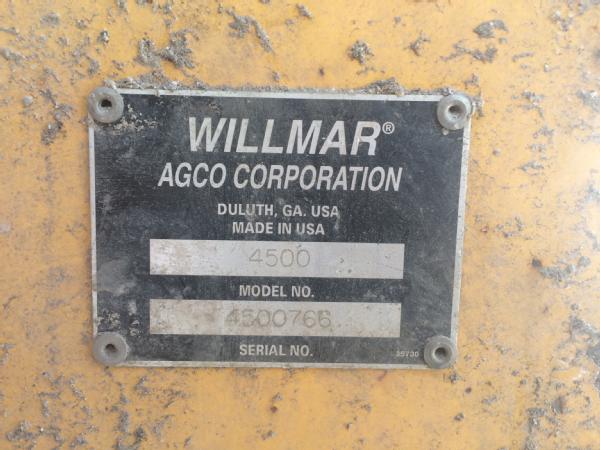 WILLMAR®
AGCO CORPORATION
DULUTH, GA. USA
MADE IN USA
4500
MODEL NO.
4500766
SERIAL NO.